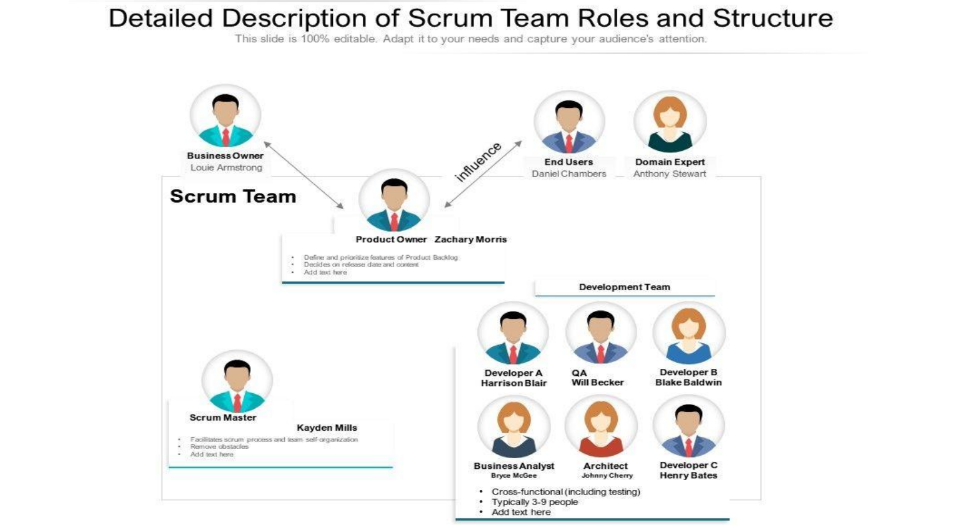 Detailed Description of Scrum Team Roles and Structure
This slide is 100% editable. Adapt it to your needs and capture your audience's attention.
Business Owner
Louie Armstrong
influence
End Users
Daniel Chambers
Domain Expert
Anthony Stewart
Scrum Team
Product Owner Zachary Morris
• Define and prioritize features of Product Backlog
• Decides on release date and content
• Add text here
Development Team
Developer A
Harrison Blair
QA
Will Becker
Developer B
Blake Baldwin
Scrum Master
Kayden Mills
• Facilitates scrum process and team self-organization
• Remove obstacles
• Add text here
Business Analyst
Bryce McGee
Architect
Johnny Cherry
Developer C
Henry Bates
• Cross-functional (including testing)
• Typically 3-9 people
• Add text here